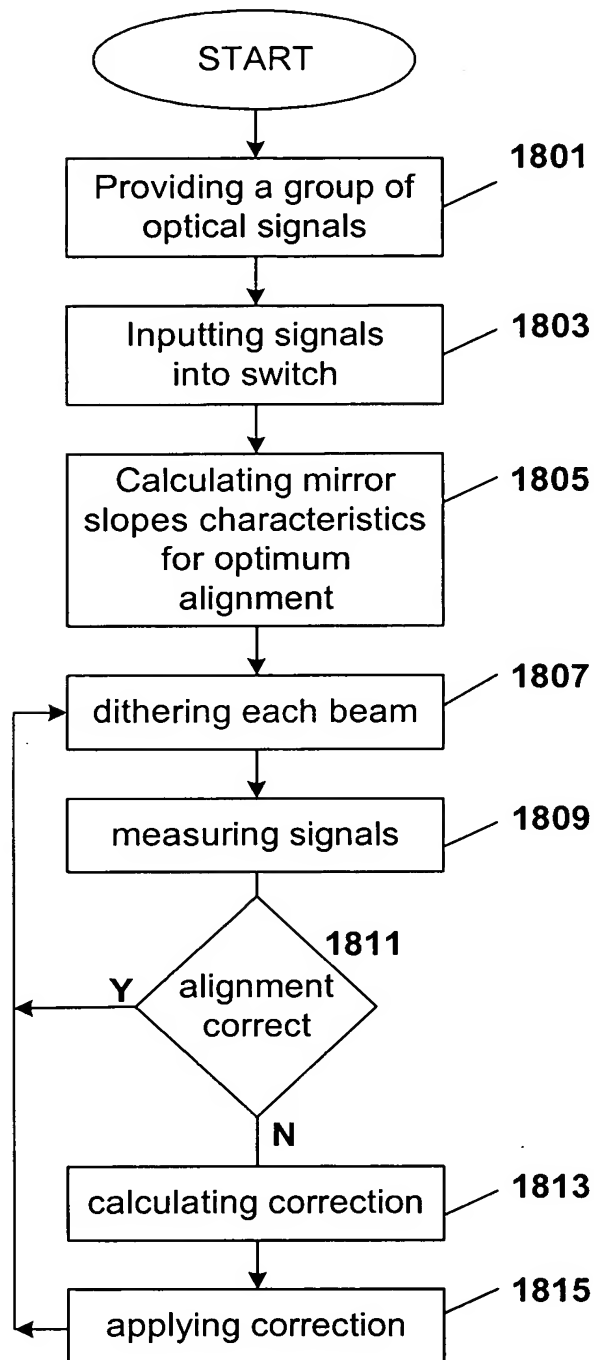 START
1801
Providing a group of
optical signals
1803
Inputting signals
into switch
1805
Calculating mirror
slopes characteristics
for optimum
alignment
1807
dithering each beam
1809
measuring signals
1811
Y
alignment
correct
N
1813
calculating correction
1815
applying correction